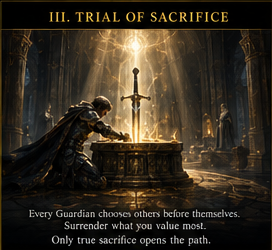 III. TRIAL OF SACRIFICE
Every Guardian chooses others before themselves.
Surrender what you value most.
Only true sacrifice opens the path.